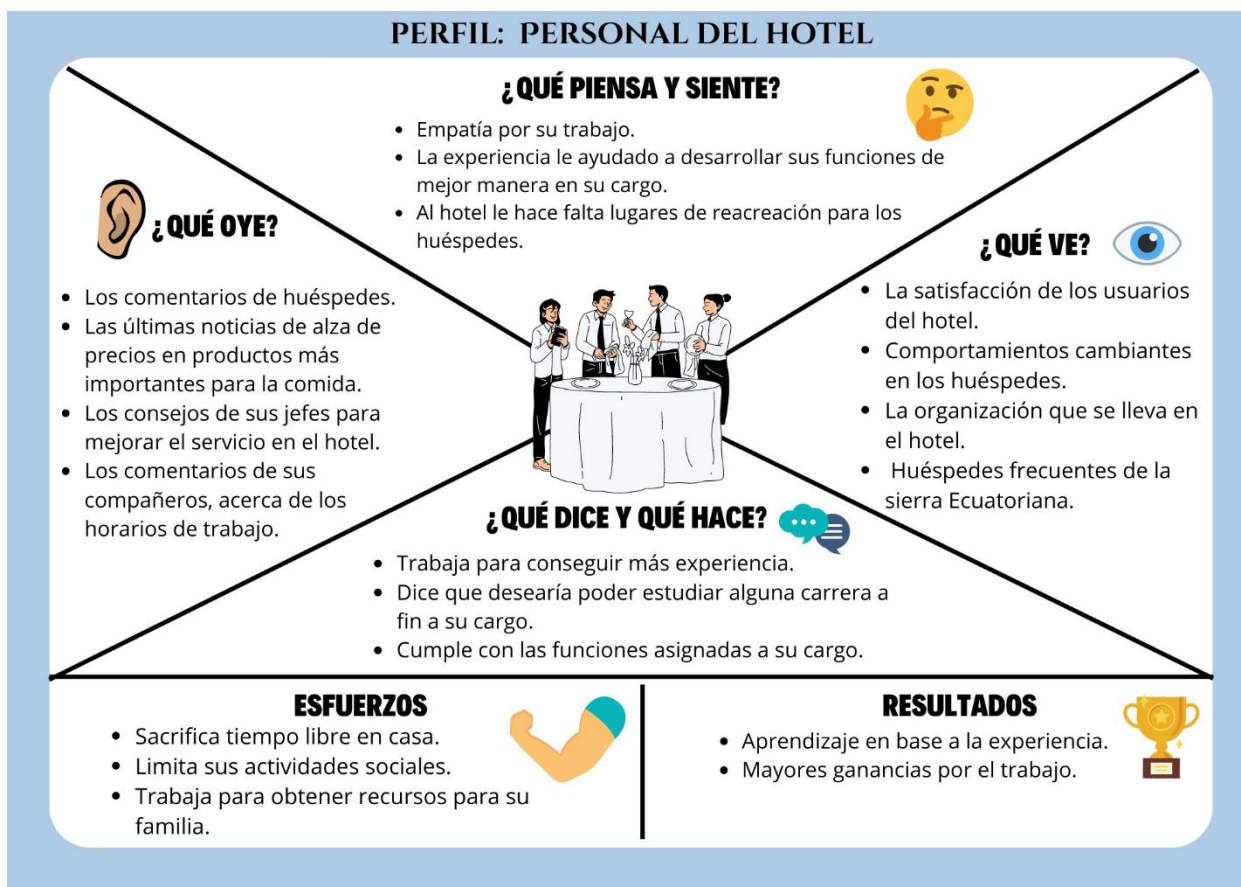 PERFIL: PERSONAL DEL HOTEL
¿QUÉ PIENSA Y SIENTE?
• Empatía por su trabajo.
• La experiencia le ayudado a desarrollar sus funciones de
mejor manera en su cargo.
• Al hotel le hace falta lugares de reacreación para los
huéspedes.
¿QUÉ OYE?
• Los comentarios de huéspedes.
• Las últimas noticias de alza de
precios en productos más
importantes para la comida.
• Los consejos de sus jefes para
mejorar el servicio en el hotel.
• Los comentarios de sus
compañeros, acerca de los
horarios de trabajo.
¿QUÉ VE?
• La satisfacción de los usuarios
del hotel.
• Comportamientos cambiantes
en los huéspedes.
• La organización que se lleva en
el hotel.
• Huéspedes frecuentes de la
sierra Ecuatoriana.
¿QUÉ DICE Y QUÉ HACE?
• Trabaja para conseguir más experiencia.
• Dice que desearía poder estudiar alguna carrera a
fin a su cargo.
• Cumple con las funciones asignadas a su cargo.
ESFUERZOS
• Sacrifica tiempo libre en casa.
• Limita sus actividades sociales.
• Trabaja para obtener recursos para su
familia.
RESULTADOS
• Aprendizaje en base a la experiencia.
• Mayores ganancias por el trabajo.